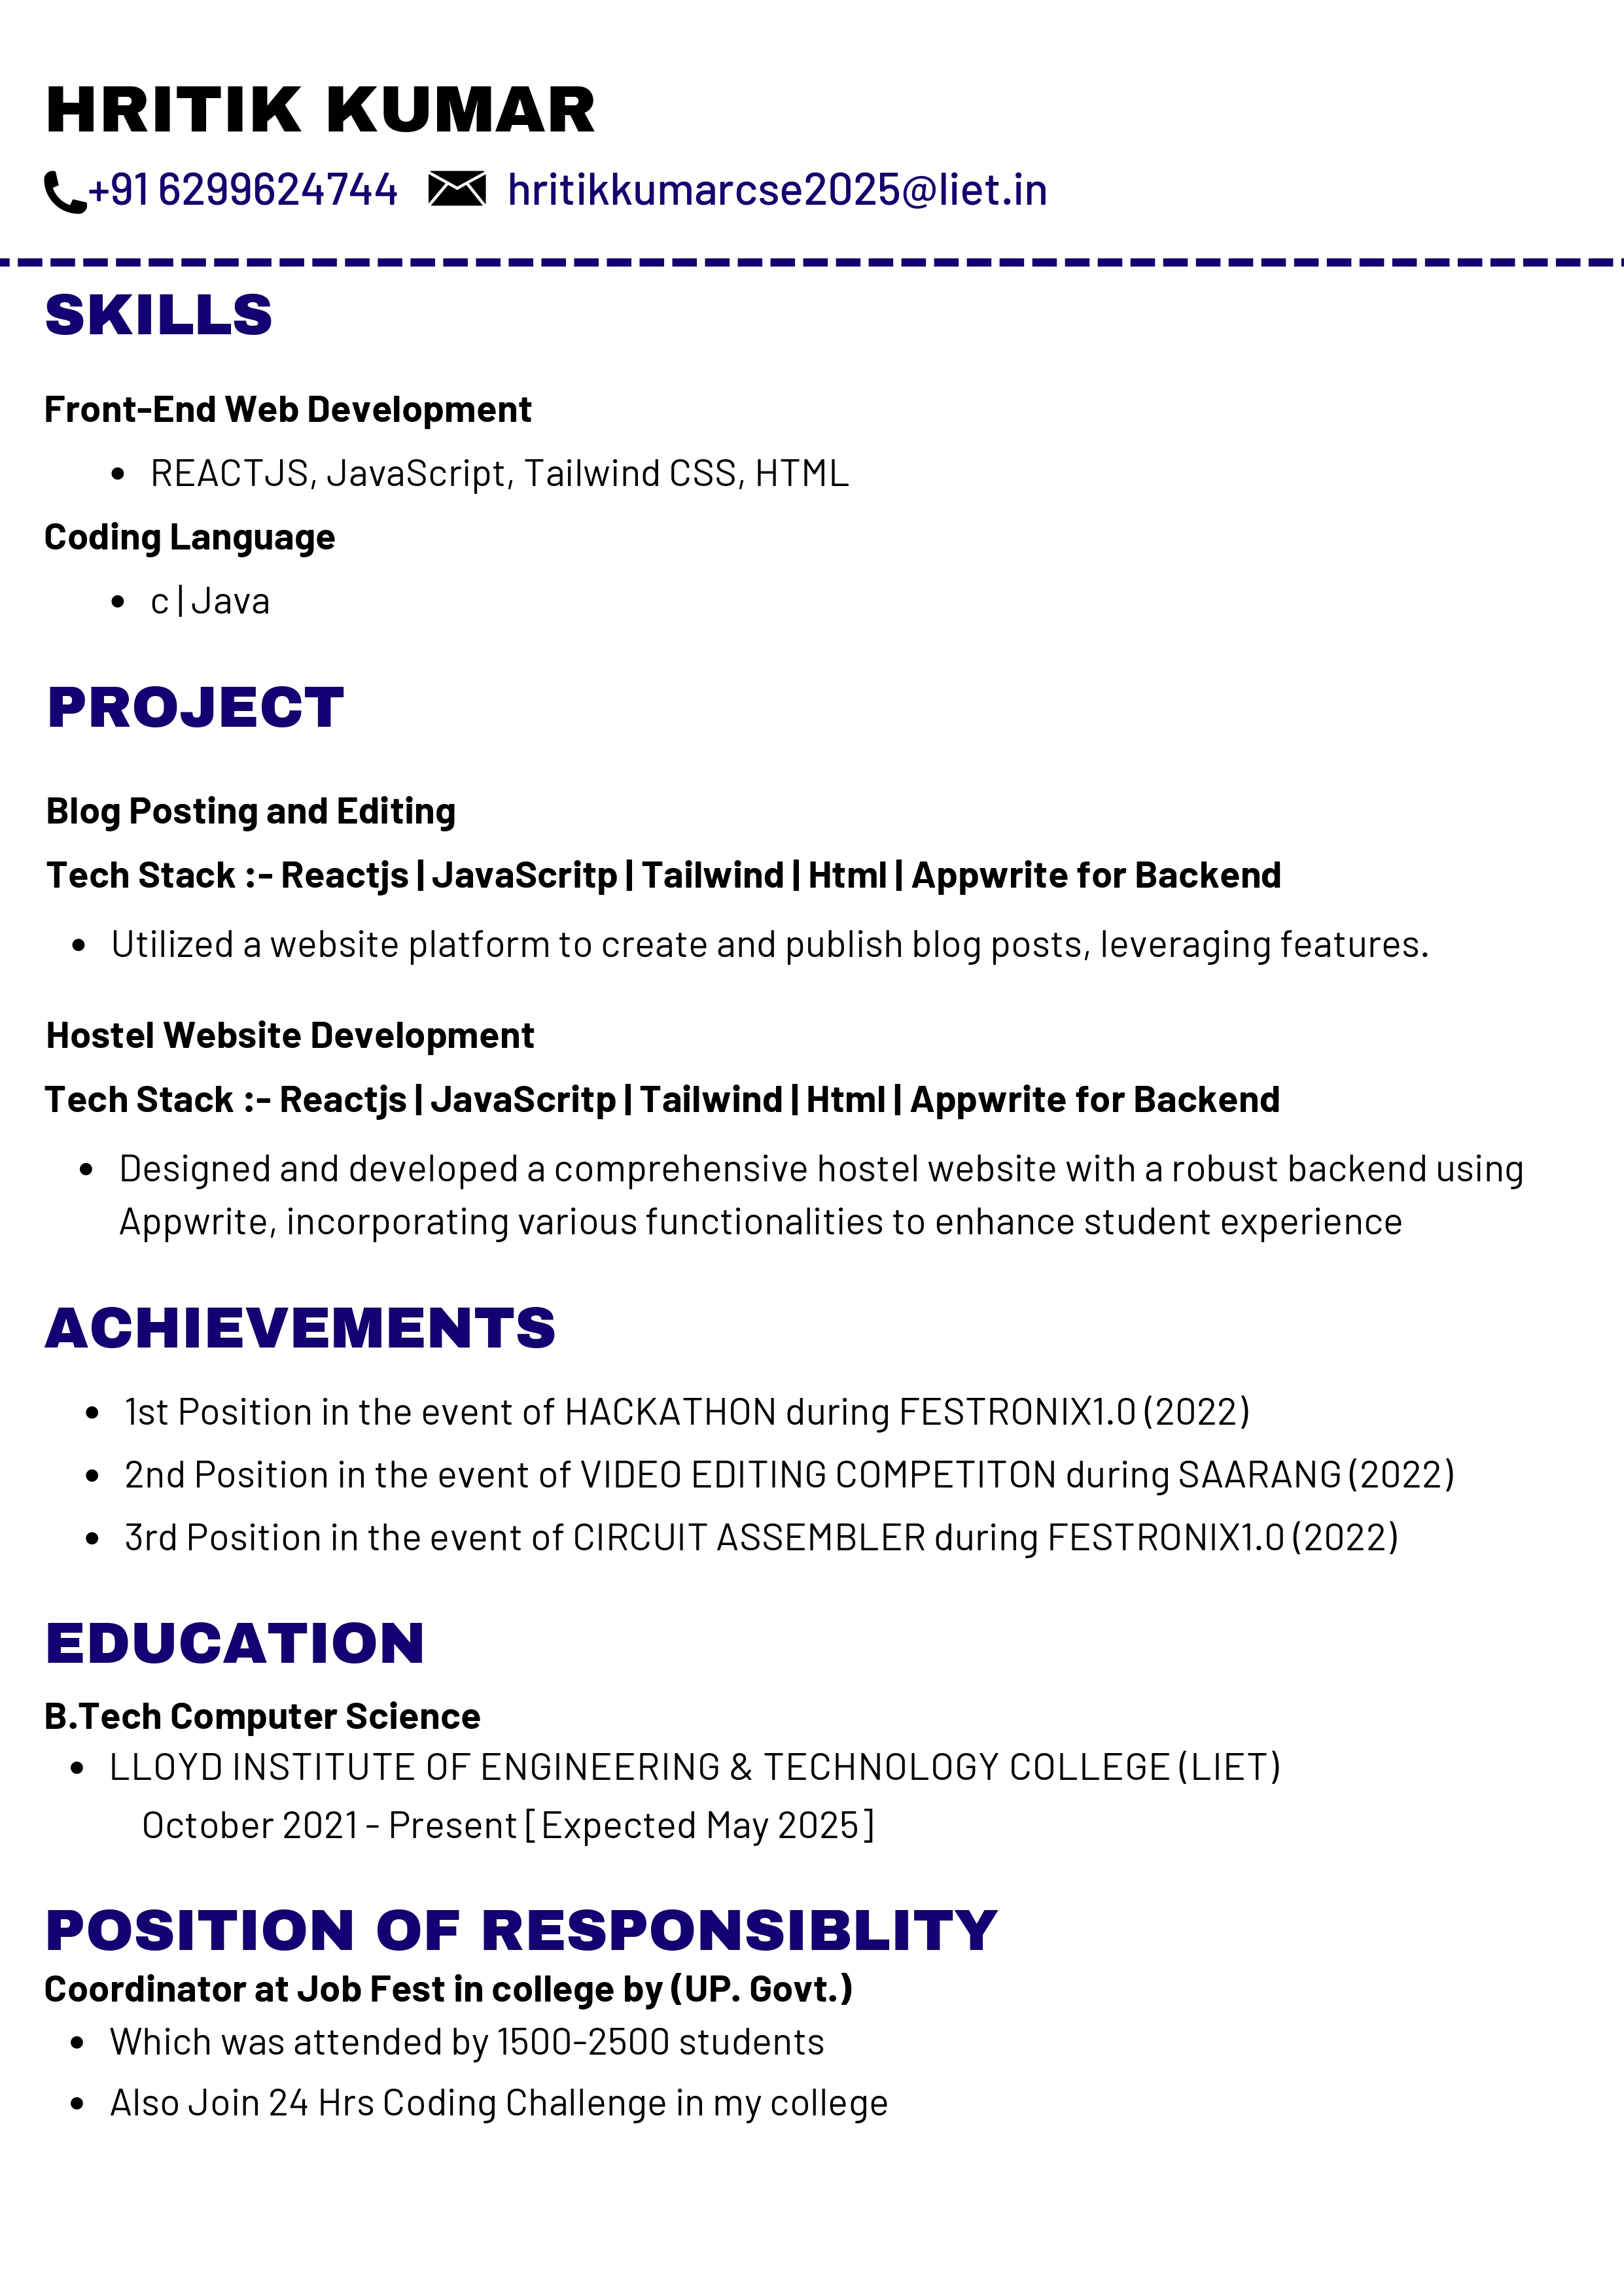 HRITIK KUMAR
+91 6299624744 hritikkumarcse2025@liet.in
SKILLS
Front-End Web Development
• REACTJS, JavaScript, Tailwind CSS, HTML
Coding Language
• c | Java
PROJECT
Blog Posting and Editing
Tech Stack :- Reactjs | JavaScritp | Tailwind | Html | Appwrite for Backend
• Utilized a website platform to create and publish blog posts, leveraging features.
Hostel Website Development
Tech Stack :- Reactjs | JavaScritp | Tailwind | Html | Appwrite for Backend
• Designed and developed a comprehensive hostel website with a robust backend using
Appwrite, incorporating various functionalities to enhance student experience
ACHIEVEMENTS
• 1st Position in the event of HACKATHON during FESTRONIX1.0 (2022)
• 2nd Position in the event of VIDEO EDITING COMPETITON during SAARANG (2022)
• 3rd Position in the event of CIRCUIT ASSEMBLER during FESTRONIX1.0 (2022)
EDUCATION
B.Tech Computer Science
• LLOYD INSTITUTE OF ENGINEERING & TECHNOLOGY COLLEGE (LIET)
October 2021 - Present [Expected May 2025]
POSITION OF RESPONSIBLITY
Coordinator at Job Fest in college by (UP. Govt.)
• Which was attended by 1500-2500 students
• Also Join 24 Hrs Coding Challenge in my college